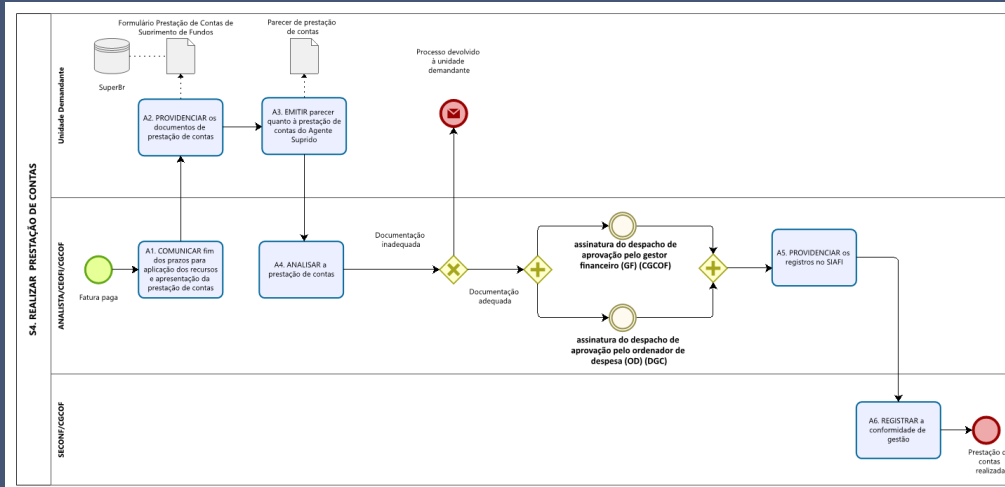 S4. REALIZAR PRESTAÇÃO DE CONTAS
Unidade Demandante
Formulário Prestação de Contas de
Suprimento de Fundos
SuperBr
Parecer de prestação
de contas
Processo devolvido
à unidade
demandante
A2. PROVIDENCIAR os
documentos de
prestação de contas
A3. EMITIR parecer
quanto à prestação de
contas do Agente
Suprido
ANALISTA/CEOFI/CGCOF
Fatura paga
A1. COMUNICAR fim
dos prazos para
aplicação dos recursos
e apresentação da
prestação de contas
A4. ANALISAR a
prestação de contas
Documentação
inadequada
Documentação
adequada
assinatura do despacho de
aprovação pelo gestor
financeiro (GF) (CGCOF)
assinatura do despacho de
aprovação pelo ordenador de
despesa (OD) (DGC)
A5. PROVIDENCIAR os
registros no SIAFI
SECONF/CGCOF
A6. REGISTRAR a
conformidade de
gestão
Prestação d
contas
realizada